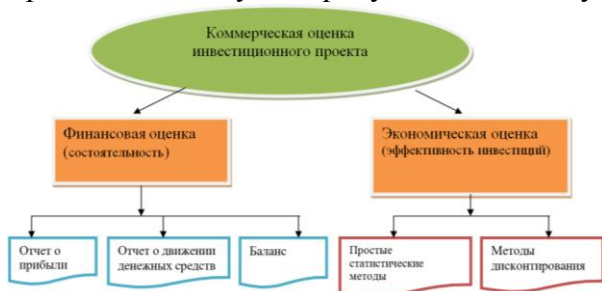 Коммерческая оценка
инвестиционного проекта
Финансовая оценка
(состоятельность)
Экономическая оценка
(эффективность инвестиций)
Отчет о
прибыли
Отчет о движении
денежных средств
Баланс
Простые
статистические
методы
Методы
дисконтирования